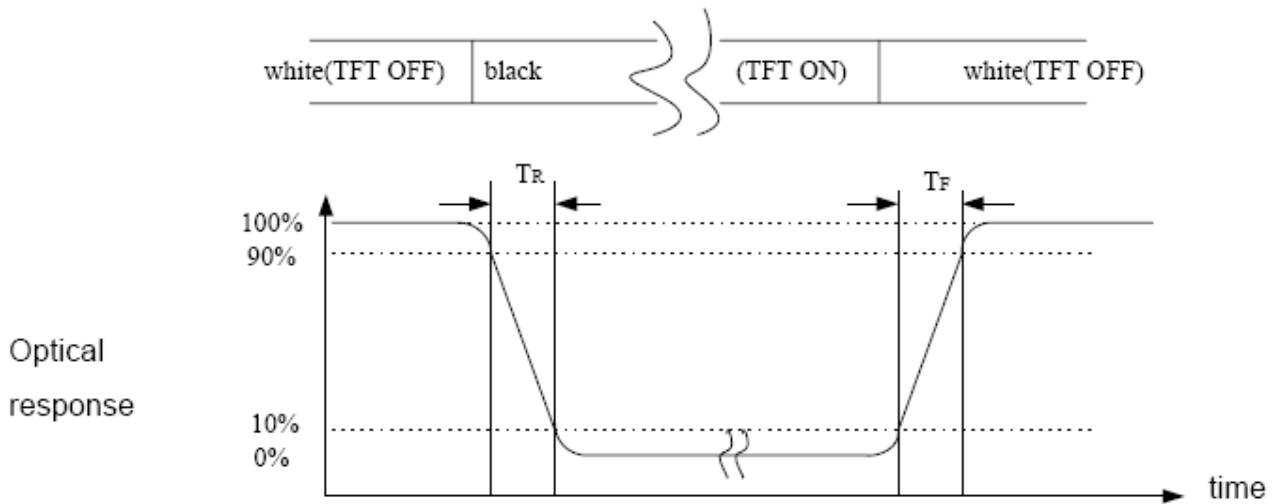 white(TFT OFF) black (TFT ON) white(TFT OFF)
TR TF
100%
90%
Optical
response
10%
0%
time